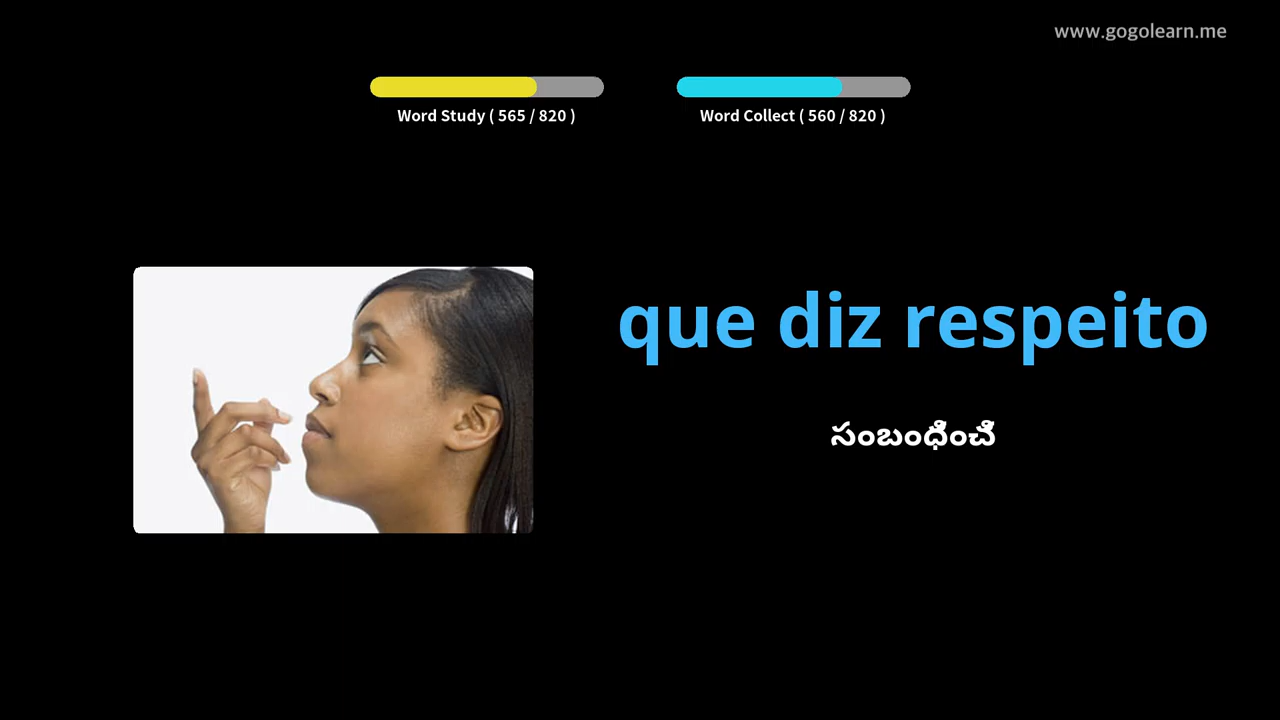 www.gogolearn.me
Word Study ( 565 / 820 )
Word Collect ( 560 / 820 )
que diz respeito
సంబంధించి